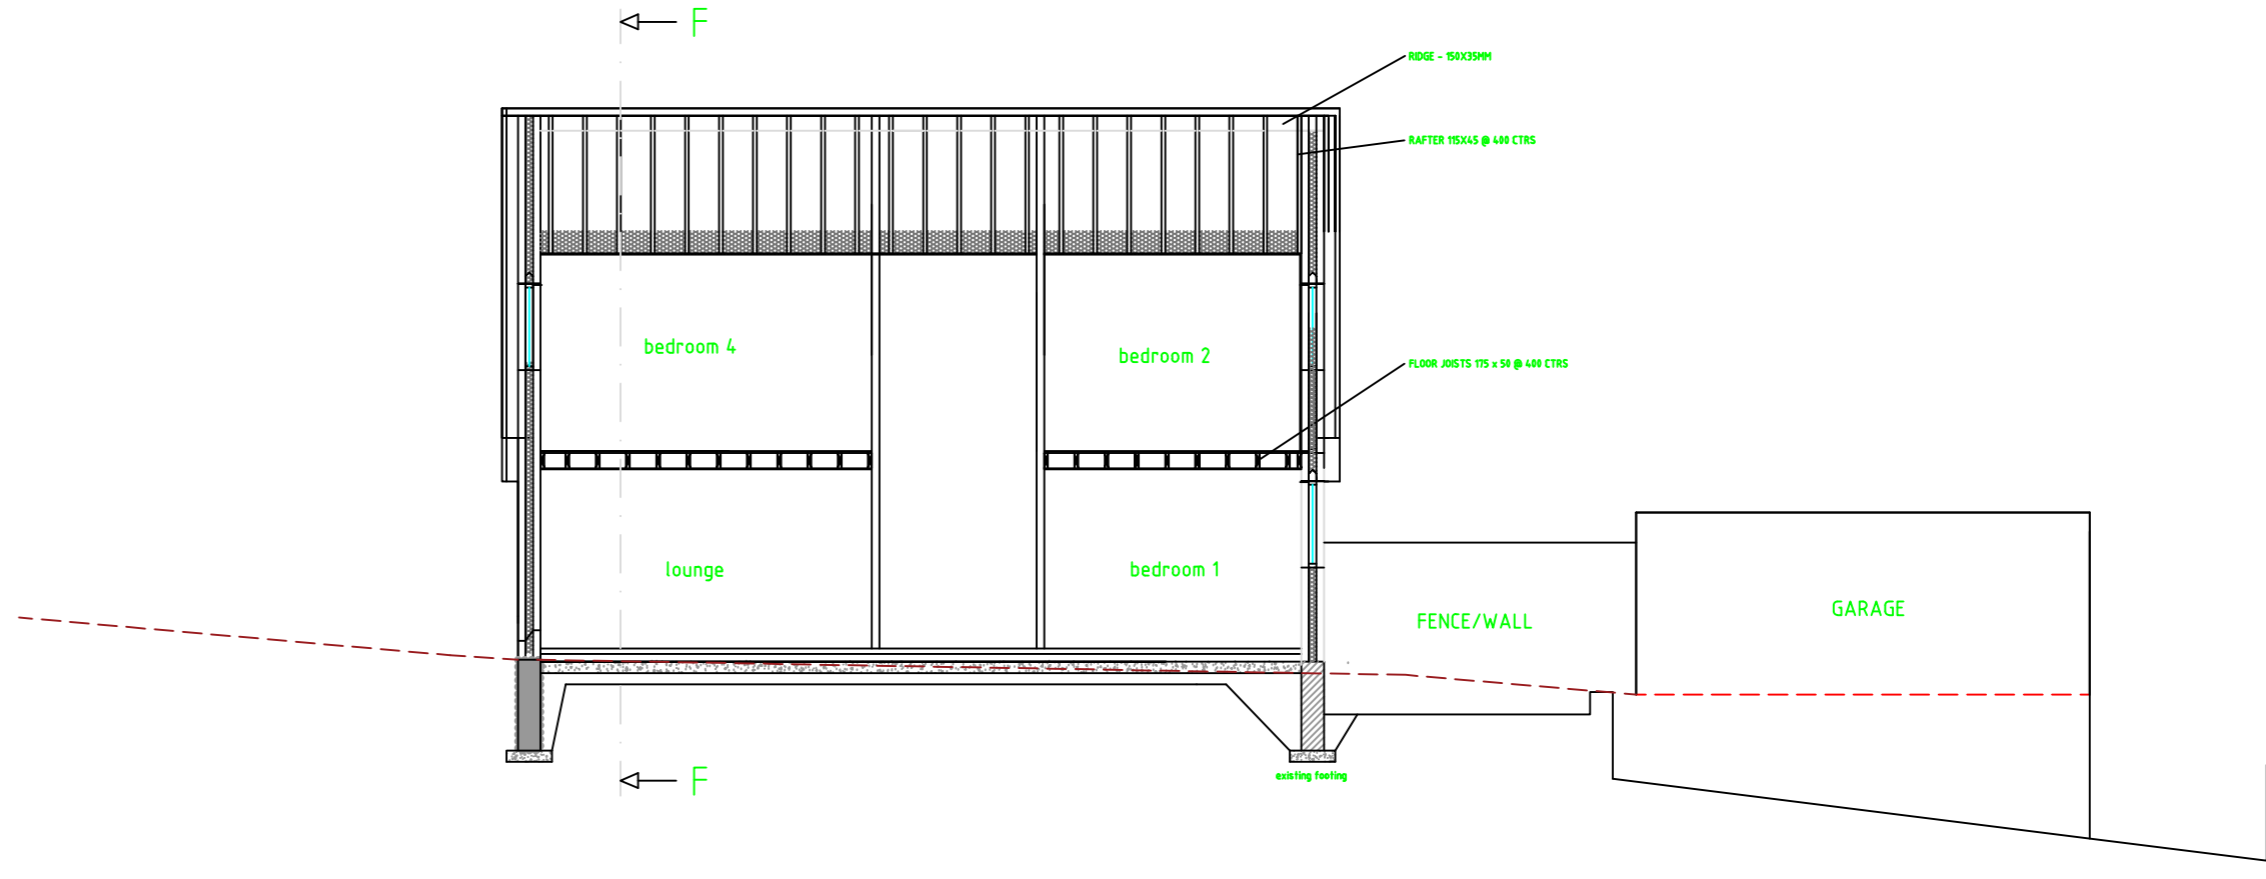 F
RIDGE - 150X35MM
RAFTER 115X45 @ 400 CTRS
bedroom 4
bedroom 2
FLOOR JOISTS 175 x 50 @ 400 CTRS
lounge
bedroom 1
FENCE/WALL
GARAGE
F
existing footing